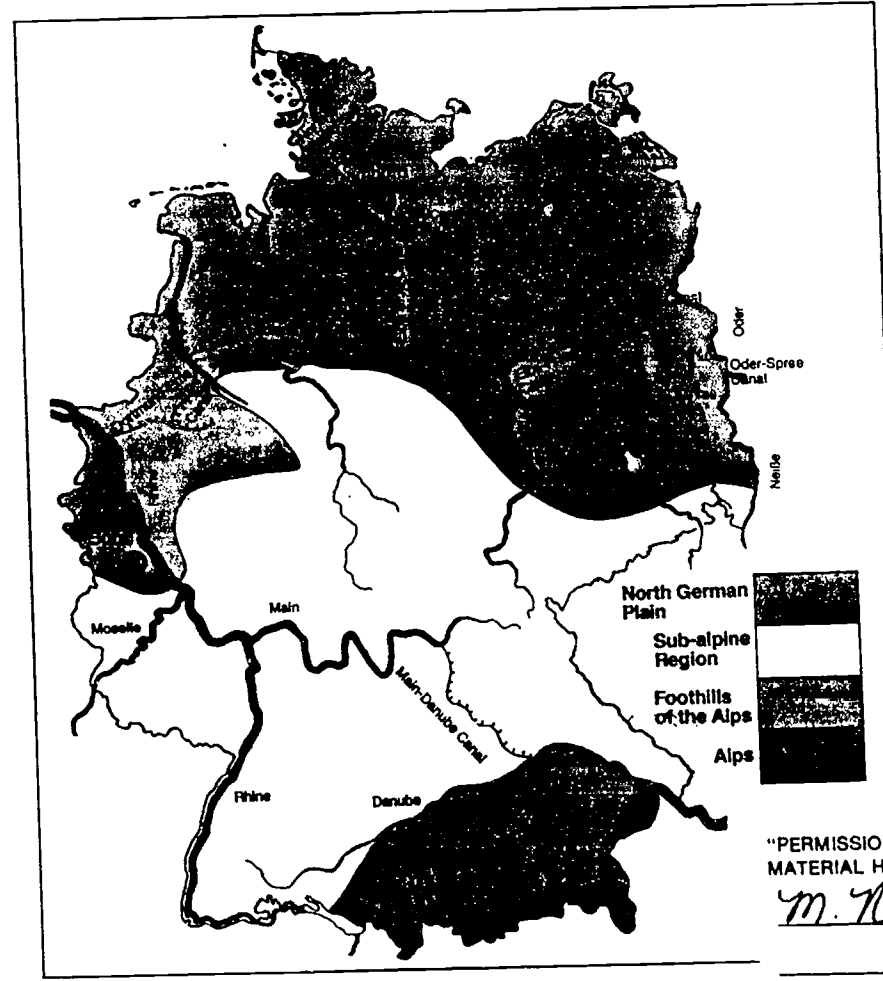 Oder
Oder-Spree
Canal
Neiße
North German
Plain
Sub-alpine
Region
Foothills
of the Alps
Alps
Moselle
Main
Main-Danube Canal
Rhine
Danube
"PERMISSIO
MATERIAL H
M.